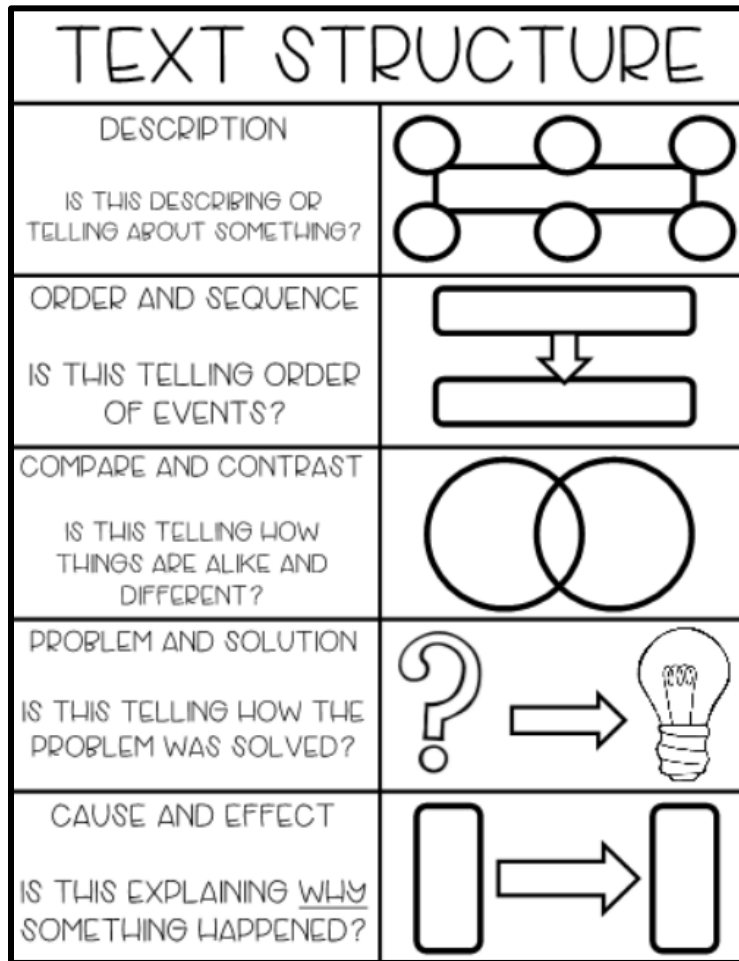 TEXT STRUCTURE
DESCRIPTION
IS THIS DESCRIBING OR
TELLING ABOUT SOMETHING?
ORDER AND SEQUENCE
IS THIS TELLING ORDER
OF EVENTS?
COMPARE AND CONTRAST
IS THIS TELLING HOW
THINGS ARE ALIKE AND
DIFFERENT?
PROBLEM AND SOLUTION
IS THIS TELLING HOW THE
PROBLEM WAS SOLVED?
?
CAUSE AND EFFECT
IS THIS EXPLAINING WHY
SOMETHING HAPPENED?